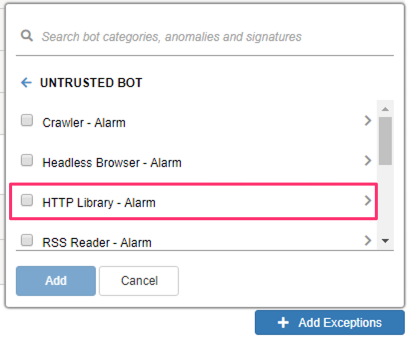 Search bot categories, anomalies and signatures
UNTRUSTED BOT
Crawler - Alarm
Headless Browser - Alarm
HTTP Library - Alarm
RSS Reader - Alarm
Add Cancel
Add Exceptions